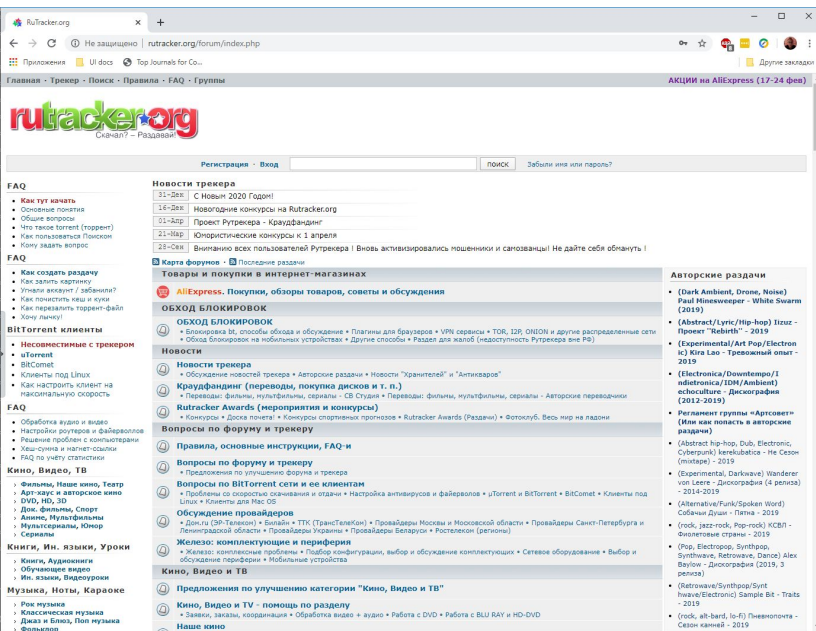 RuTracker.org
Не защищено | rutracker.org/forum/index.php
Приложения UI docs Top Journals for Co... Другие закладки
Главная · Трекер · Поиск · Правила · FAQ · Группы АКЦИИ на AliExpress (17-24 фев)
rutracker.org
Скачал? – Раздавай!
Регистрация · Вход поиск Забыли имя или пароль?
FAQ
Как тут качать
Основные понятия
Общие вопросы
Что такое torrent (торрент)
Как пользоваться Поиском
Кому задать вопрос
FAQ
Как создать раздачу
Как залить картинку
Угнали аккаунт / забанили?
Как почистить кеш и куки
Как перезалить торрент-файл
Хочу лычку!
BitTorrent клиенты
Несовместимые с трекером
uTorrent
BitComet
Клиенты под Linux
Как настроить клиент на
максимальную скорость
FAQ
Обработка аудио и видео
Настройки роутеров и файерволлов
Решение проблем с компьютерами
Хеш-сумма и магнет-ссылки
FAQ по учёту статистики
Кино, Видео, ТВ
Фильмы, Наше кино, Театр
Арт-хаус и авторское кино
DVD, HD, 3D
Док. фильмы, Спорт
Аниме, Мультфильмы
Мультсериалы, Юмор
Сериалы
Книги, Ин. языки, Уроки
Книги, Аудиокниги
Обучающее видео
Ин. языки, Видеоуроки
Музыка, Ноты, Караоке
Рок музыка
Классическая музыка
Джаз и Блюз, Поп музыка
Фольклор
Новости трекера
31-Дек С Новым 2020 Годом!
16-Дек Новогодние конкурсы на Rutracker.org
01-Апр Проект Рутрекера - Краудфандинг
21-Мар Юмористические конкурсы к 1 апреля
28-Сен Вниманию всех пользователей Рутрекера ! Вновь активизировались мошенники и самозванцы! Не дайте себя обмануть !
Карта форумов · Последние раздачи
Товары и покупки в интернет-магазинах
AliExpress. Покупки, обзоры товаров, советы и обсуждения
ОБХОД БЛОКИРОВОК
ОБХОД БЛОКИРОВОК
• Блокировка bt, способы обхода и обсуждение • Плагины для браузеров • VPN сервисы • TOR, I2P, ONION и другие распределенные сети
• Обход блокировок на мобильных устройствах • Другие способы • Раздел для жалоб (недоступность Рутрекера вне РФ)
Новости
Новости трекера
• Обсуждение новостей трекера • Авторские раздачи • Новости "Хранителей" и "Антикваров"
Краудфандинг (переводы, покупка дисков и т. п.)
• Переводы: фильмы, мультфильмы, сериалы - СВ Студия • Переводы: фильмы, мультфильмы, сериалы - Авторские переводчики
Rutracker Awards (мероприятия и конкурсы)
• Конкурсы • Доска почета! • Конкурсы спортивных прогнозов • Rutracker Awards (Раздачи) • Фотоклуб. Весь мир на ладони
Вопросы по форуму и трекеру
Правила, основные инструкции, FAQ-и
Вопросы по форуму и трекеру
• Предложения по улучшению форума и трекера
Вопросы по BitTorrent сети и ее клиентам
• Проблемы со скоростью скачивания и отдачи • Настройка антивирусов и файерволов • µTorrent и BitTorrent • BitComet • Клиенты под
Linux • Клиенты для Mac OS
Обсуждение провайдеров
• Дом.ru (ЭР-Телеком) • Билайн • ТТК (ТрансТелеКом) • Провайдеры Москвы и Московской области • Провайдеры Санкт-Петербурга и
Ленинградской области • Провайдеры Украины • Провайдеры Беларуси • Ростелеком (регионы)
Железо: комплектующие и периферия
• Железо: комплексные проблемы • Подбор конфигурации, выбор и обсуждение комплектующих • Сетевое оборудование • Выбор и
обсуждение периферии • Мобильные устройства
Кино, Видео и ТВ
Предложения по улучшению категории "Кино, Видео и ТВ"
Кино, Видео и TV - помощь по разделу
• Заявки, заказы, координация • Обработка видео + аудио • Работа с DVD • Работа с BLU RAY и HD-DVD
Наше кино
Авторские раздачи
(Dark Ambient, Drone, Noise)
Paul Minesweeper - White Swarm
(2019)
(Abstract/Lyric/Hip-hop) Iizuz -
Проект "Rebirth" - 2019
(Experimental/Art Pop/Electron
ic) Kira Lao - Тревожный опыт -
2019
(Electronica/Downtempo/I
ndietronica/IDM/Ambient)
echoculture - Дискография
(2012-2019)
Регламент группы «Артсовет»
(Или как попасть в авторские
раздачи)
(Abstract hip-hop, Dub, Electronic,
Cyberpunk) kerekubatica - Не Сезон
(mixtape) - 2019
(Experimental, Darkwave) Wanderer
von Leere - Дискография (4 релиза)
- 2014-2019
(Alternative/Funk/Spoken Word)
Собачьи Души - Пятна - 2019
(rock, jazz-rock, Pop-rock) КСВЛ -
Фиолетовые страны - 2019
(Pop, Electropop, Synthpop,
Synthwave, Retrowave, Dance) Alex
Baylow - Дискография (2019, 3
релиза)
(Retrowave/Synthpop/Synt
hwave/Electronic) Sample Bit - Traits
- 2019
(rock, alt-bard, lo-fi) Пневмопочта -
Сезон камней - 2019